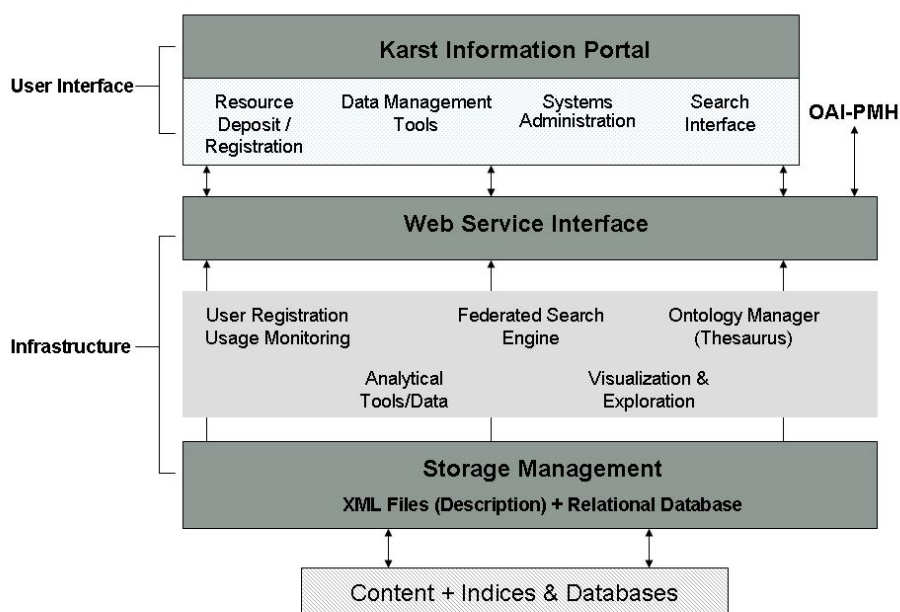 Karst Information Portal
User Interface
Resource
Deposit /
Registration
Data Management
Tools
Systems
Administration
Search
Interface
OAI-PMH
Web Service Interface
Infrastructure
User Registration
Usage Monitoring
Federated Search
Engine
Ontology Manager
(Thesaurus)
Analytical
Tools/Data
Visualization &
Exploration
Storage Management
XML Files (Description) + Relational Database
Content + Indices & Databases